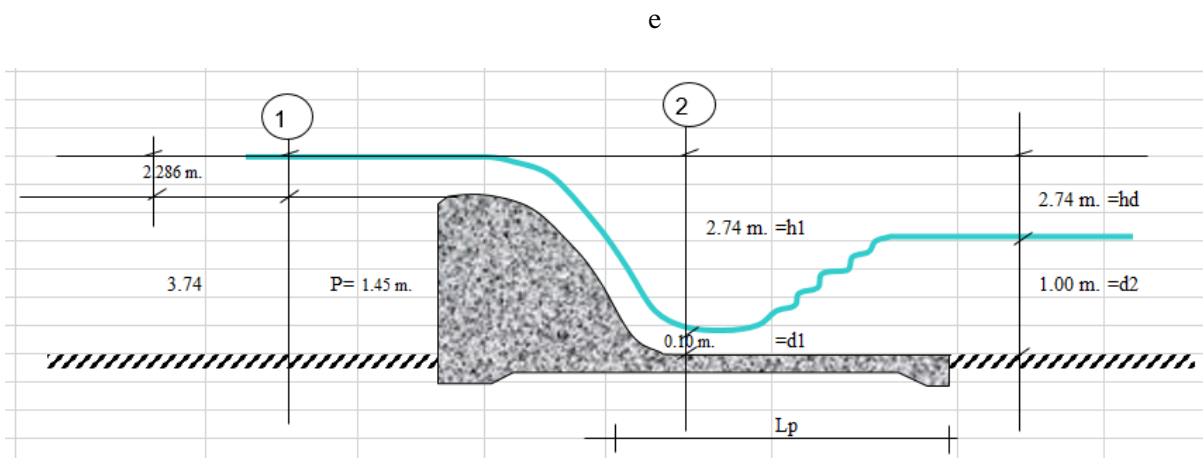 e
1
2
2.286 m.
2.74 m. =hd
2.74 m. =h1
3.74
P= 1.45 m.
1.00 m. =d2
0.10 m. =d1
Lp